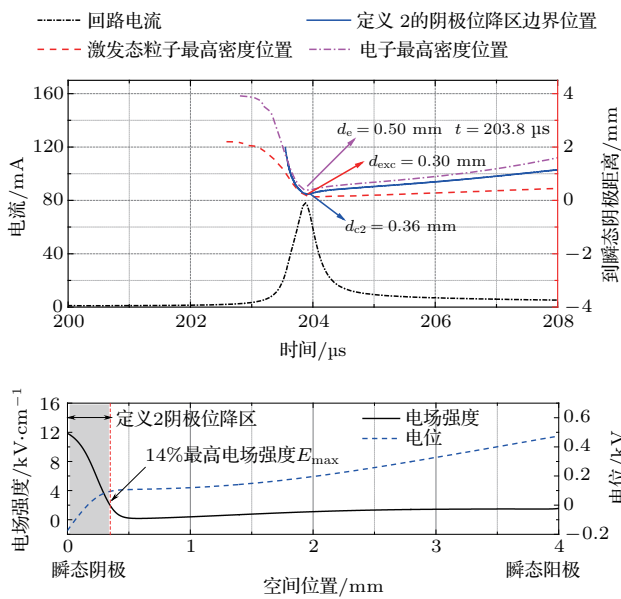 回路电流
定义 2的阴极位降区边界位置
激发态粒子最高密度位置
电子最高密度位置
160
120
80
40
0
电流/mA
4
2
0
−2
−4
到瞬态阴极距离/mm
dₑ = 0.50 mm t = 203.8 µs
d_exc = 0.30 mm
d_c2 = 0.36 mm
200 202 204 206 208
时间/µs
16
12
8
4
0
电场强度/kV·cm⁻¹
定义2阴极位降区
14%最高电场强度E_max
电场强度
电位
0.6
0.4
0.2
0
−0.2
电位/kV
0 1 2 3 4
瞬态阴极 空间位置/mm 瞬态阳极